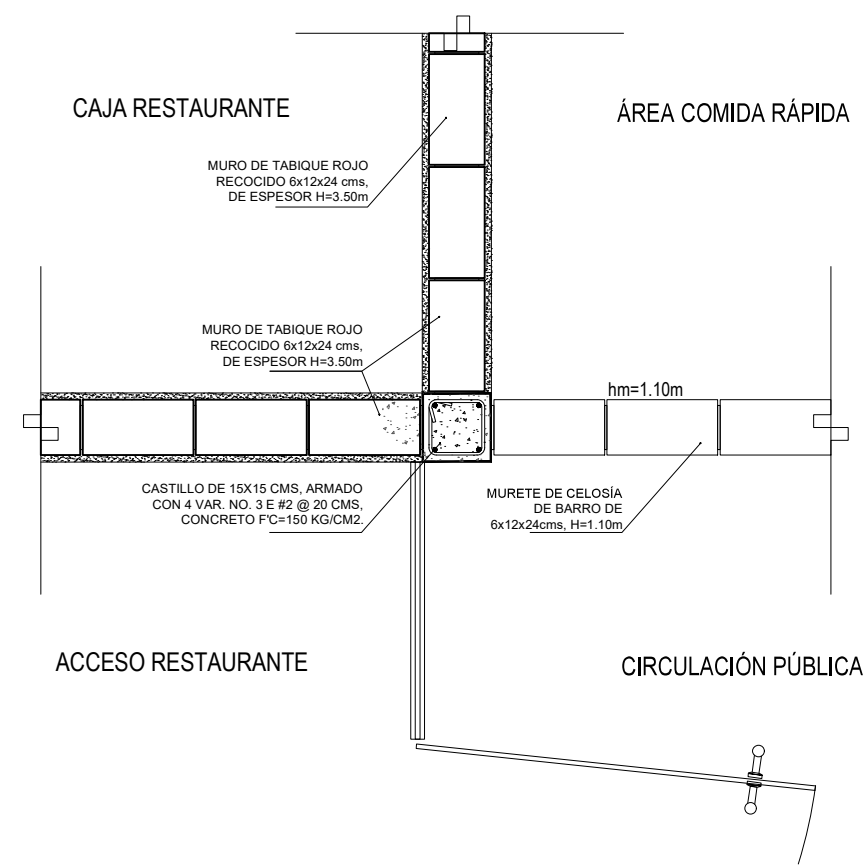 CAJA RESTAURANTE
ÁREA COMIDA RÁPIDA
MURO DE TABIQUE ROJO
RECOCIDO 6x12x24 cms,
DE ESPESOR H=3.50m
MURO DE TABIQUE ROJO
RECOCIDO 6x12x24 cms,
DE ESPESOR H=3.50m
hm=1.10m
CASTILLO DE 15X15 CMS, ARMADO
CON 4 VAR. NO. 3 E #2 @ 20 CMS,
CONCRETO F'C=150 KG/CM2.
MURETE DE CELOSÍA
DE BARRO DE
6x12x24cms, H=1.10m
ACCESO RESTAURANTE
CIRCULACIÓN PÚBLICA